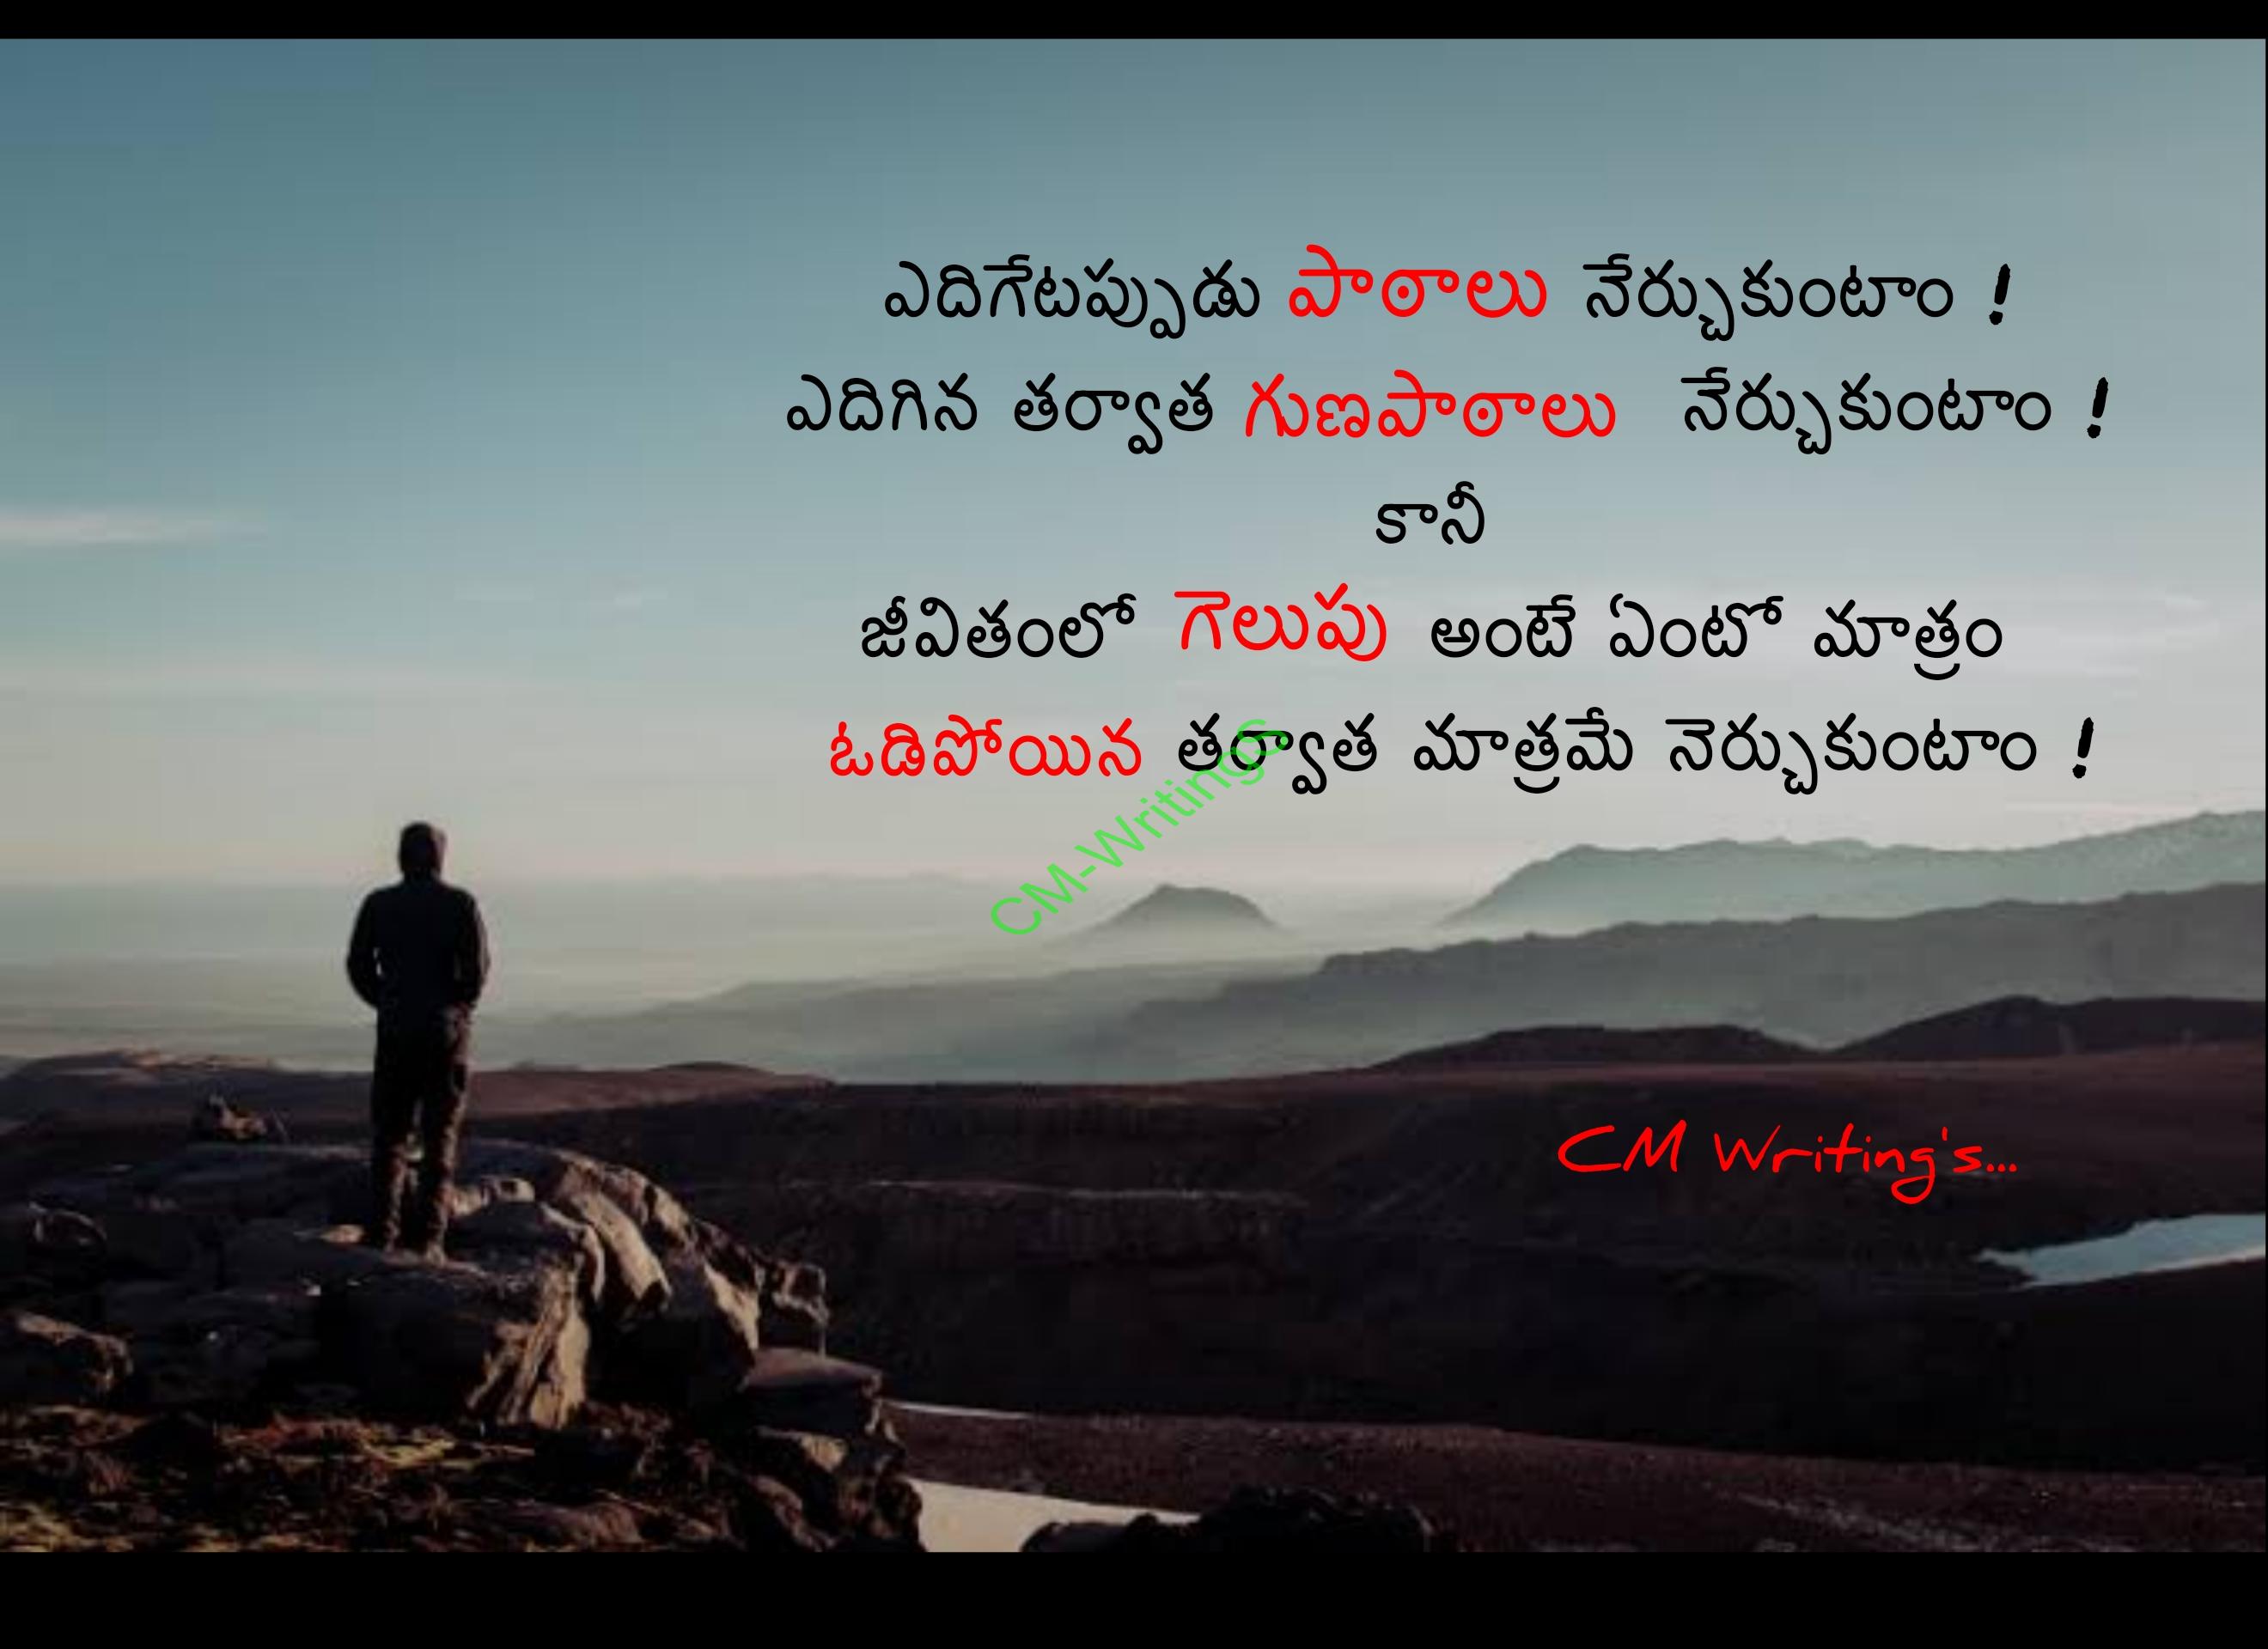 ఎదిగేటప్పుడు పాఠాలు నేర్చుకుంటాం !
ఎదిగిన తర్వాత గుణపాఠాలు నేర్చుకుంటాం !
కానీ
జీవితంలో గెలుపు అంటే ఏంటో మాత్రం
ఓడిపోయిన తర్వాత మాత్రమే నెర్చుకుంటాం !
CM-Writings
CM Writing's...